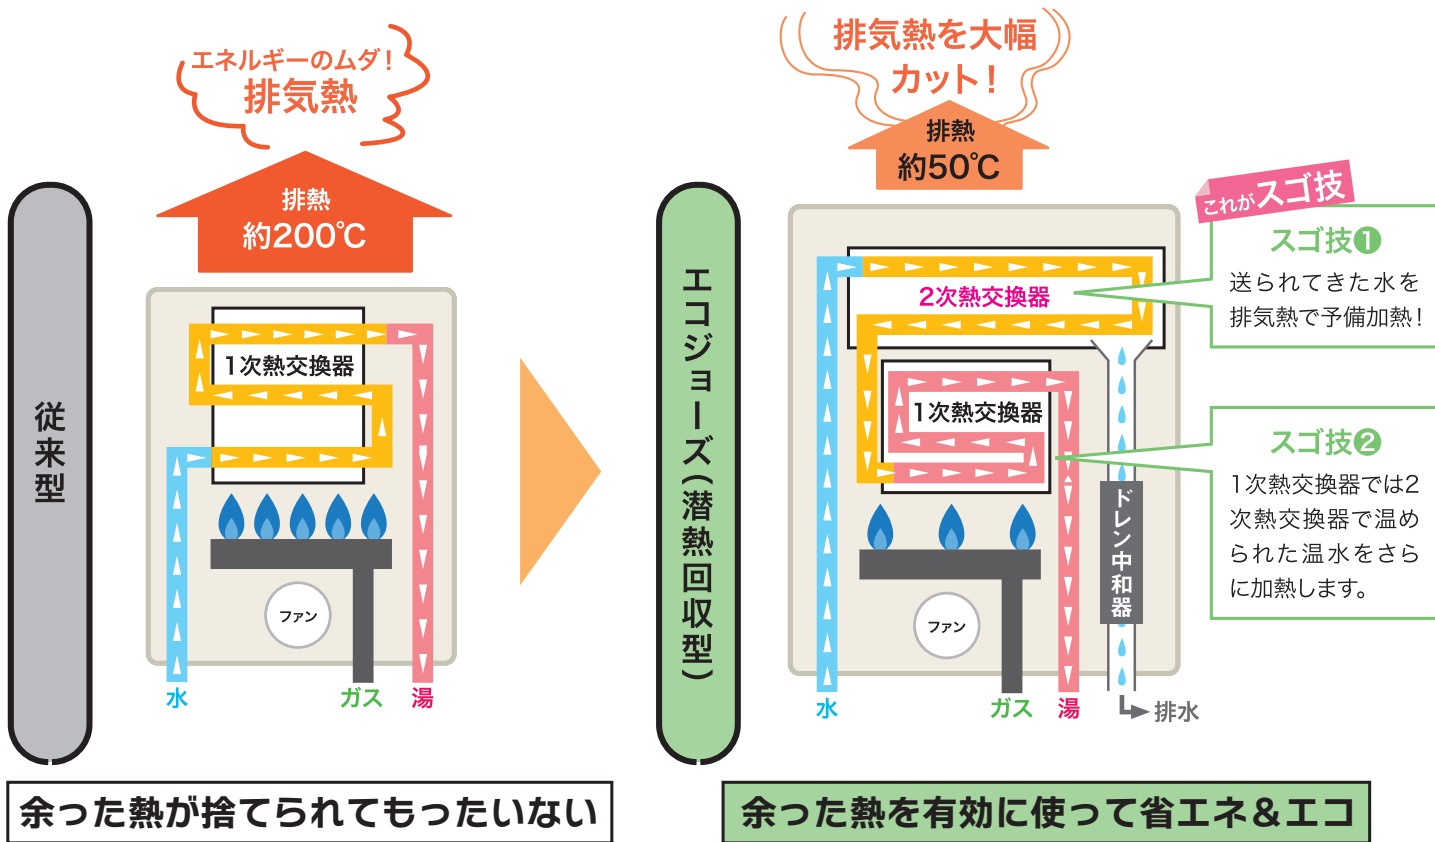 エネルギーのムダ！
排気熱
排熱
約200℃
従来型
1次熱交換器
ファン
水
ガス
湯
余った熱が捨てられてもったいない
排気熱を大幅
カット！
排熱
約50℃
エコジョーズ(潜熱回収型)
2次熱交換器
1次熱交換器
ファン
ドレン中和器
水
ガス
湯
排水
これがスゴ技
スゴ技❶
送られてきた水を
排気熱で予備加熱！
スゴ技❷
1次熱交換器では2
次熱交換器で温め
られた温水をさら
に加熱します。
余った熱を有効に使って省エネ&エコ